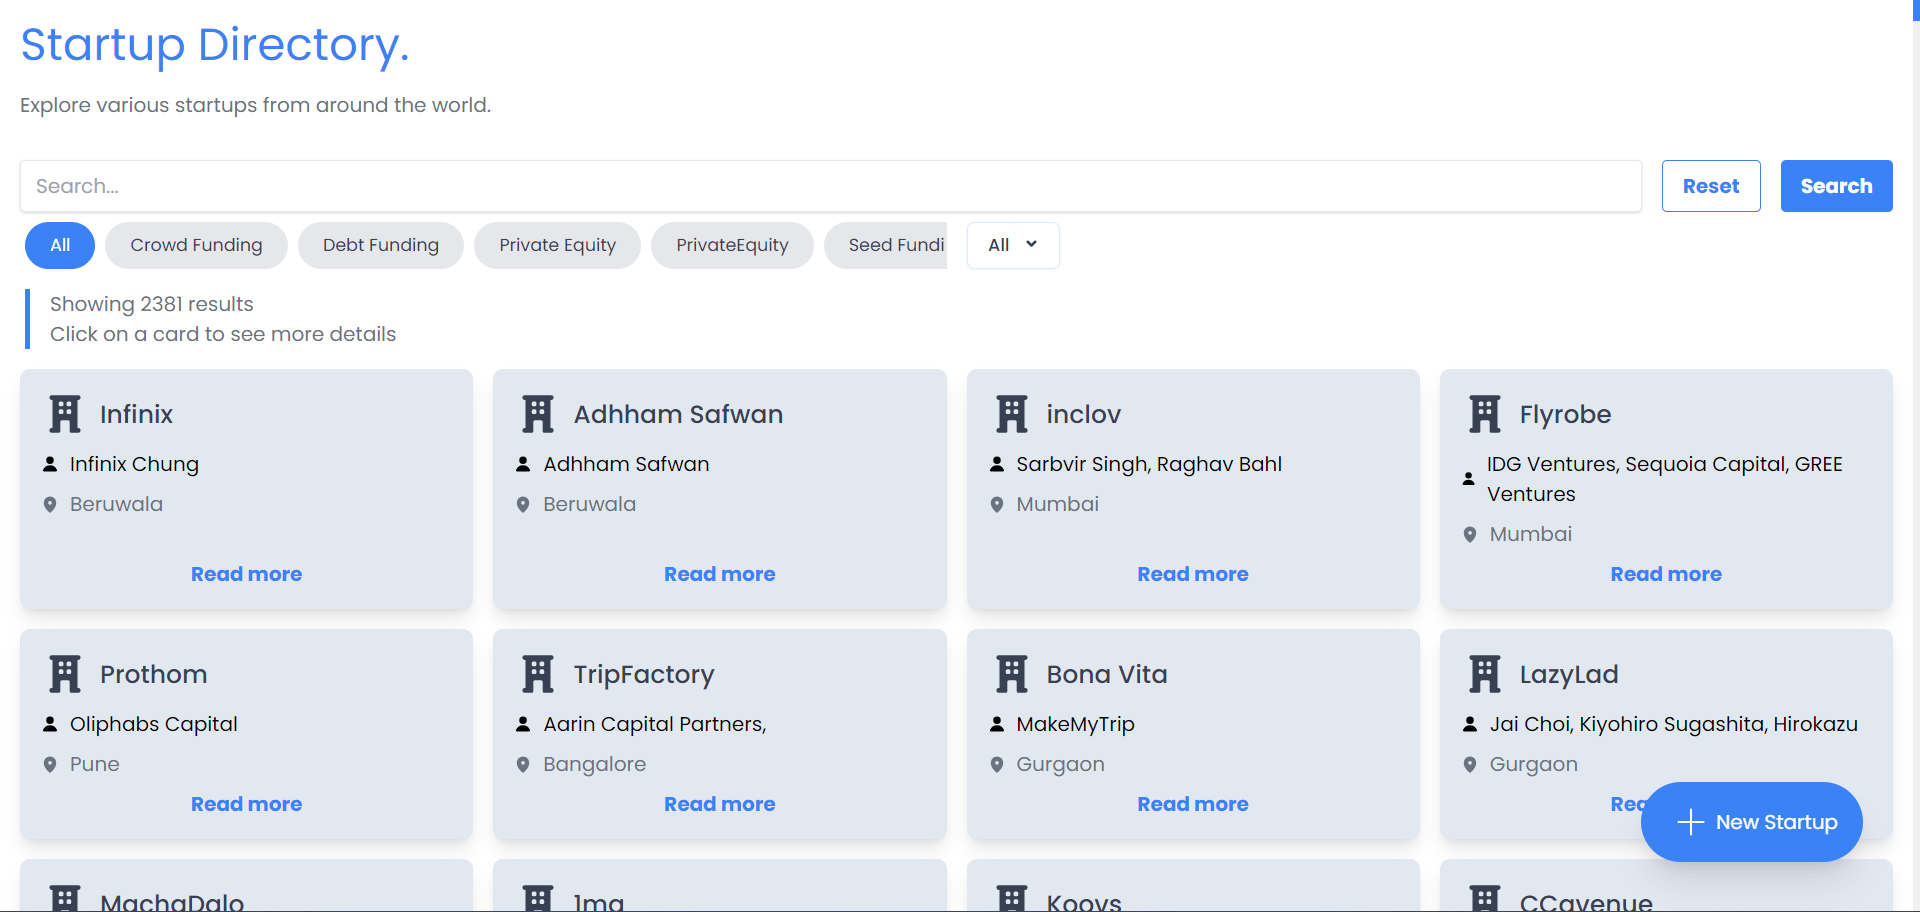 Startup Directory.
Explore various startups from around the world.
Search...
Reset
Search
All
Crowd Funding
Debt Funding
Private Equity
PrivateEquity
Seed Fundi
All
Showing 2381 results
Click on a card to see more details
Infinix
Infinix Chung
Beruwala
Read more
Adhham Safwan
Adhham Safwan
Beruwala
Read more
inclov
Sarbvir Singh, Raghav Bahl
Mumbai
Read more
Flyrobe
IDG Ventures, Sequoia Capital, GREE
Ventures
Mumbai
Read more
Prothom
Oliphabs Capital
Pune
Read more
TripFactory
Aarin Capital Partners,
Bangalore
Read more
Bona Vita
MakeMyTrip
Gurgaon
Read more
LazyLad
Jai Choi, Kiyohiro Sugashita, Hirokazu
Gurgaon
Rea
New Startup
MachaDalo
1mg
Koovs
CCavenue